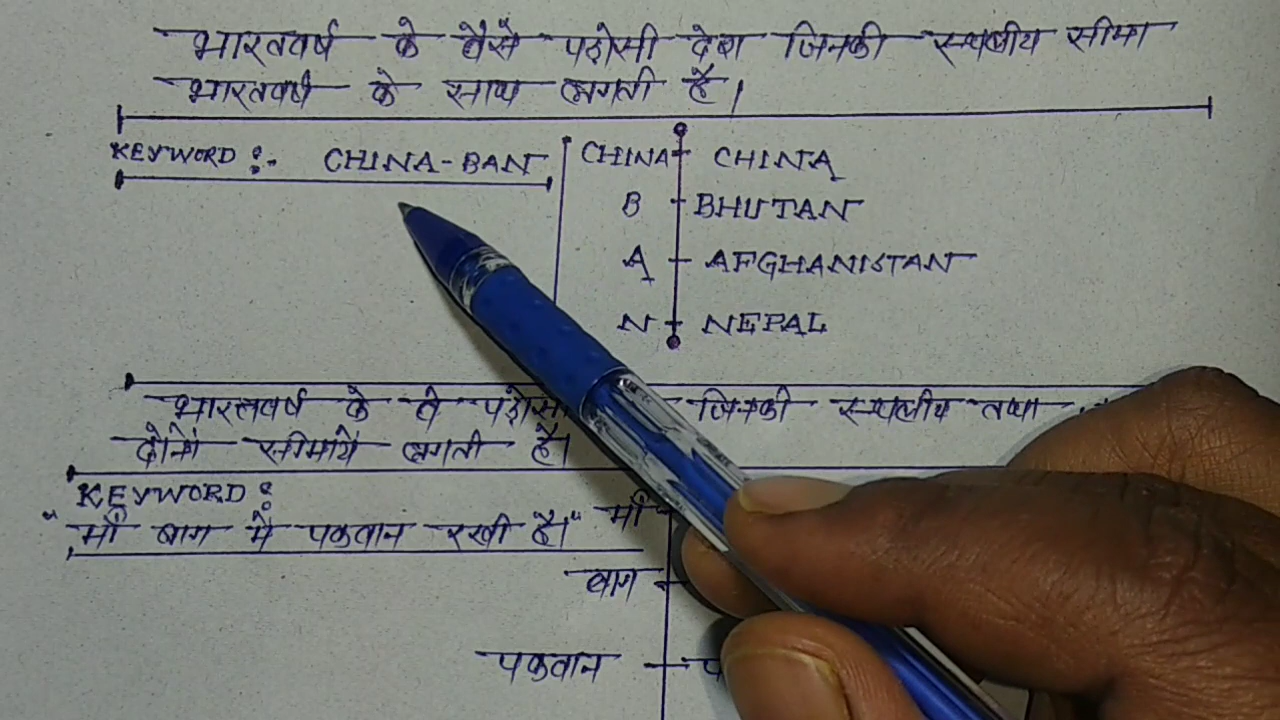 भारतवर्ष के वैसे पड़ोसी देश जिनकी स्थलीय सीमा
भारतवर्ष के साथ लगती है।
KEYWORD:- CHINA-BAN
CHINA CHINA
B BHUTAN
A AFGHANISTAN
N NEPAL
भारतवर्ष के वे जिनकी स्थलीय तथा
दोनों सीमायें लगती है।
KEYWORD:
"माँ बाग में पकवान रखी है।"
माँ
बाग
पकवान प